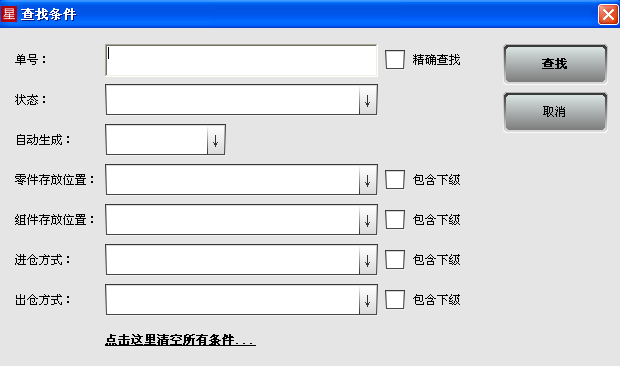 星 查找条件
单号： 精确查找 查找
状态： 取消
自动生成：
零件存放位置： 包含下级
组件存放位置： 包含下级
进仓方式： 包含下级
出仓方式： 包含下级
点击这里清空所有条件...